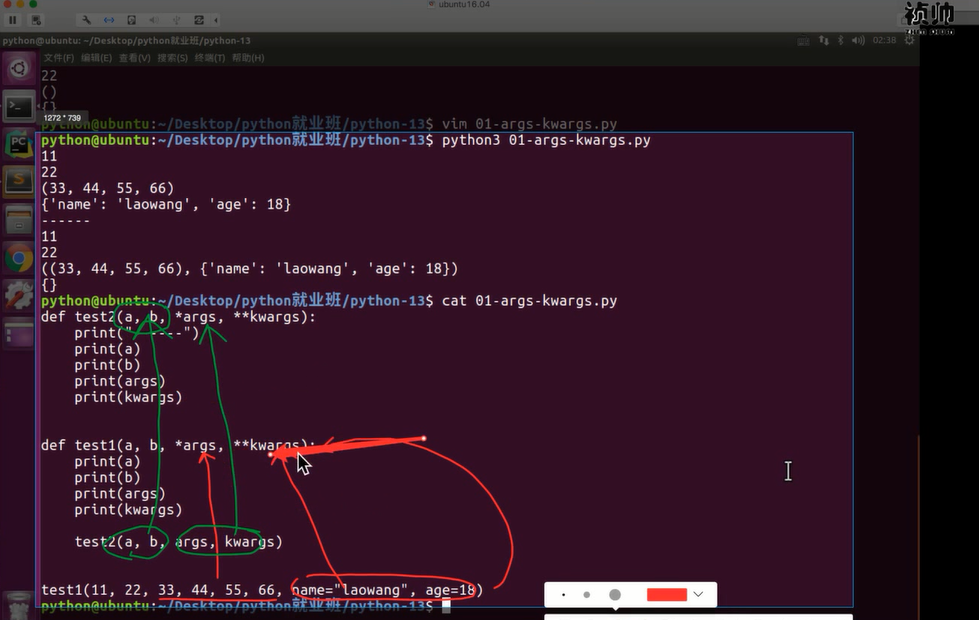 ubuntu16.04
祯帅
python@ubuntu: ~/Desktop/python就业班/python-13
02:38
文件(F) 编辑(E) 查看(V) 搜索(S) 终端(T) 帮助(H)
22
()
{}
1272 * 739
python@ubuntu:~/Desktop/python就业班/python-13$ vim 01-args-kwargs.py
python@ubuntu:~/Desktop/python就业班/python-13$ python3 01-args-kwargs.py
11
22
(33, 44, 55, 66)
{'name': 'laowang', 'age': 18}
------
11
22
((33, 44, 55, 66), {'name': 'laowang', 'age': 18})
{}
python@ubuntu:~/Desktop/python就业班/python-13$ cat 01-args-kwargs.py
def test2(a, b, *args, **kwargs):
print("------")
print(a)
print(b)
print(args)
print(kwargs)
def test1(a, b, *args, **kwargs):
print(a)
print(b)
print(args)
print(kwargs)
test2(a, b, args, kwargs)
test1(11, 22, 33, 44, 55, 66, name="laowang", age=18)
python@ubuntu:~/Desktop/python就业班/python-13$